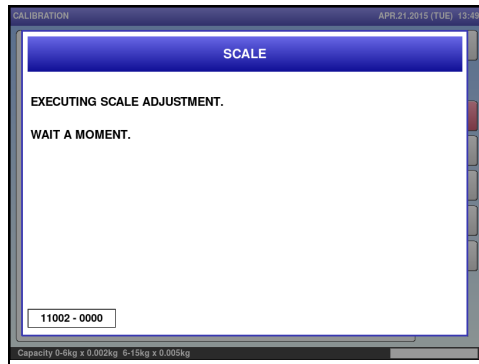 CALIBRATION APR.21.2015 (TUE) 13:49
SCALE
EXECUTING SCALE ADJUSTMENT.
WAIT A MOMENT.
11002 - 0000
Capacity 0-6kg x 0.002kg 6-15kg x 0.005kg